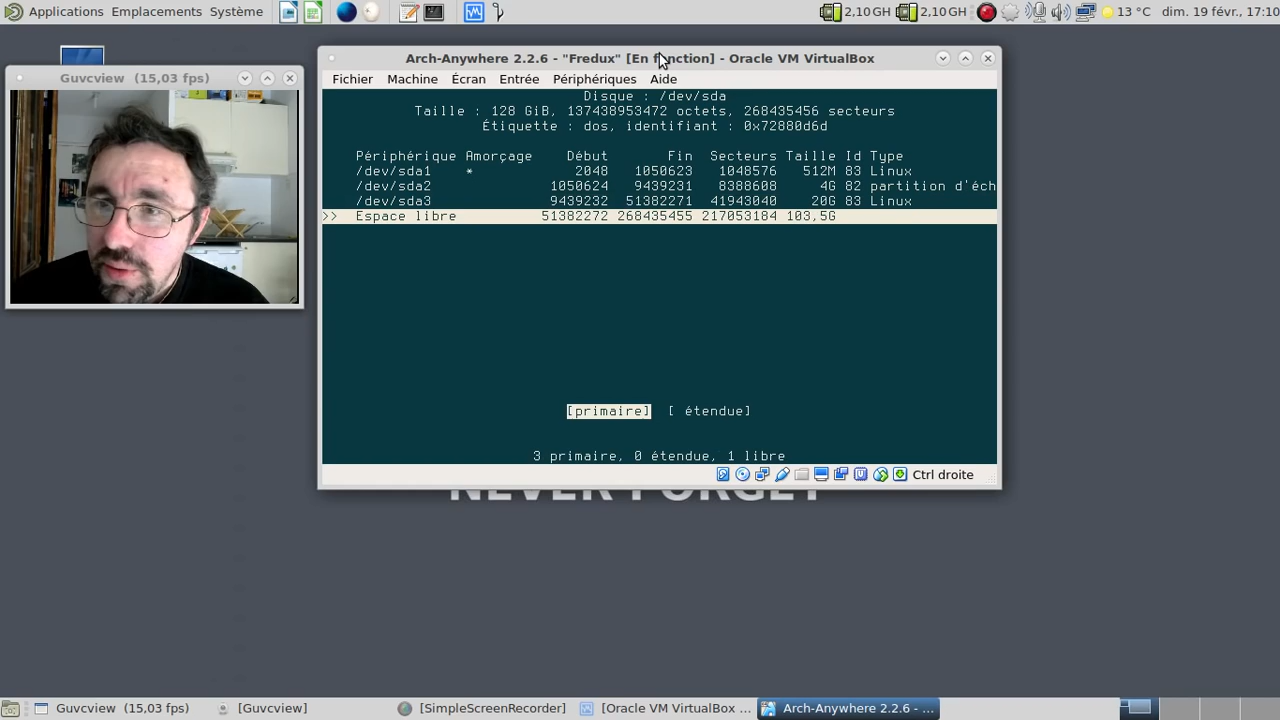 Applications Emplacements Système
2,10GH 2,10GH 13 °C dim. 19 févr., 17:10
Guvcview (15,03 fps)
Arch-Anywhere 2.2.6 - "Fredux" [En fonction] - Oracle VM VirtualBox
Fichier Machine Écran Entrée Périphériques Aide
Disque : /dev/sda
Taille : 128 GiB, 137438953472 octets, 268435456 secteurs
Étiquette : dos, identifiant : 0x72880d6d
Périphérique Amorçage Début Fin Secteurs Taille Id Type
/dev/sda1 * 2048 1050623 1048576 512M 83 Linux
/dev/sda2 1050624 9439231 8388608 4G 82 partition d'éch
/dev/sda3 9439232 51382271 41943040 20G 83 Linux
>> Espace libre 51382272 268435455 217053184 103,5G
[primaire] [ étendue]
3 primaire, 0 étendue, 1 libre
Ctrl droite
NEVER FORGET
Guvcview (15,03 fps) [Guvcview] [SimpleScreenRecorder] [Oracle VM VirtualBox ... Arch-Anywhere 2.2.6 - ...